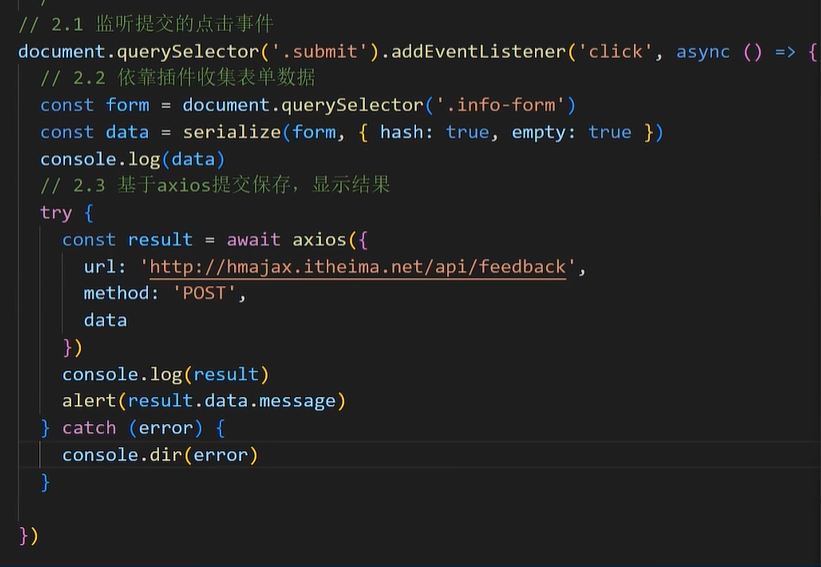 // 2.1 监听提交的点击事件
document.querySelector('.submit').addEventListener('click', async () => {
  // 2.2 依靠插件收集表单数据
  const form = document.querySelector('.info-form')
  const data = serialize(form, { hash: true, empty: true })
  console.log(data)
  // 2.3 基于axios提交保存，显示结果
  try {
    const result = await axios({
      url: 'http://hmajax.itheima.net/api/feedback',
      method: 'POST',
      data
    })
    console.log(result)
    alert(result.data.message)
  } catch (error) {
    console.dir(error)
  }
})